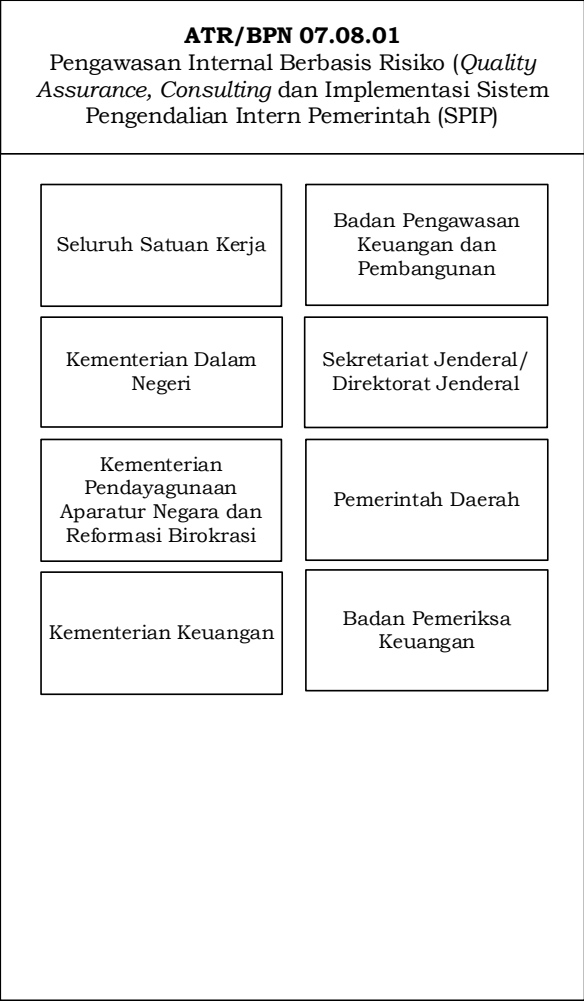 ATR/BPN 07.08.01
Pengawasan Internal Berbasis Risiko (Quality
Assurance, Consulting dan Implementasi Sistem
Pengendalian Intern Pemerintah (SPIP)
Seluruh Satuan Kerja
Badan Pengawasan
Keuangan dan
Pembangunan
Kementerian Dalam
Negeri
Sekretariat Jenderal/
Direktorat Jenderal
Kementerian
Pendayagunaan
Aparatur Negara dan
Reformasi Birokrasi
Pemerintah Daerah
Kementerian Keuangan
Badan Pemeriksa
Keuangan